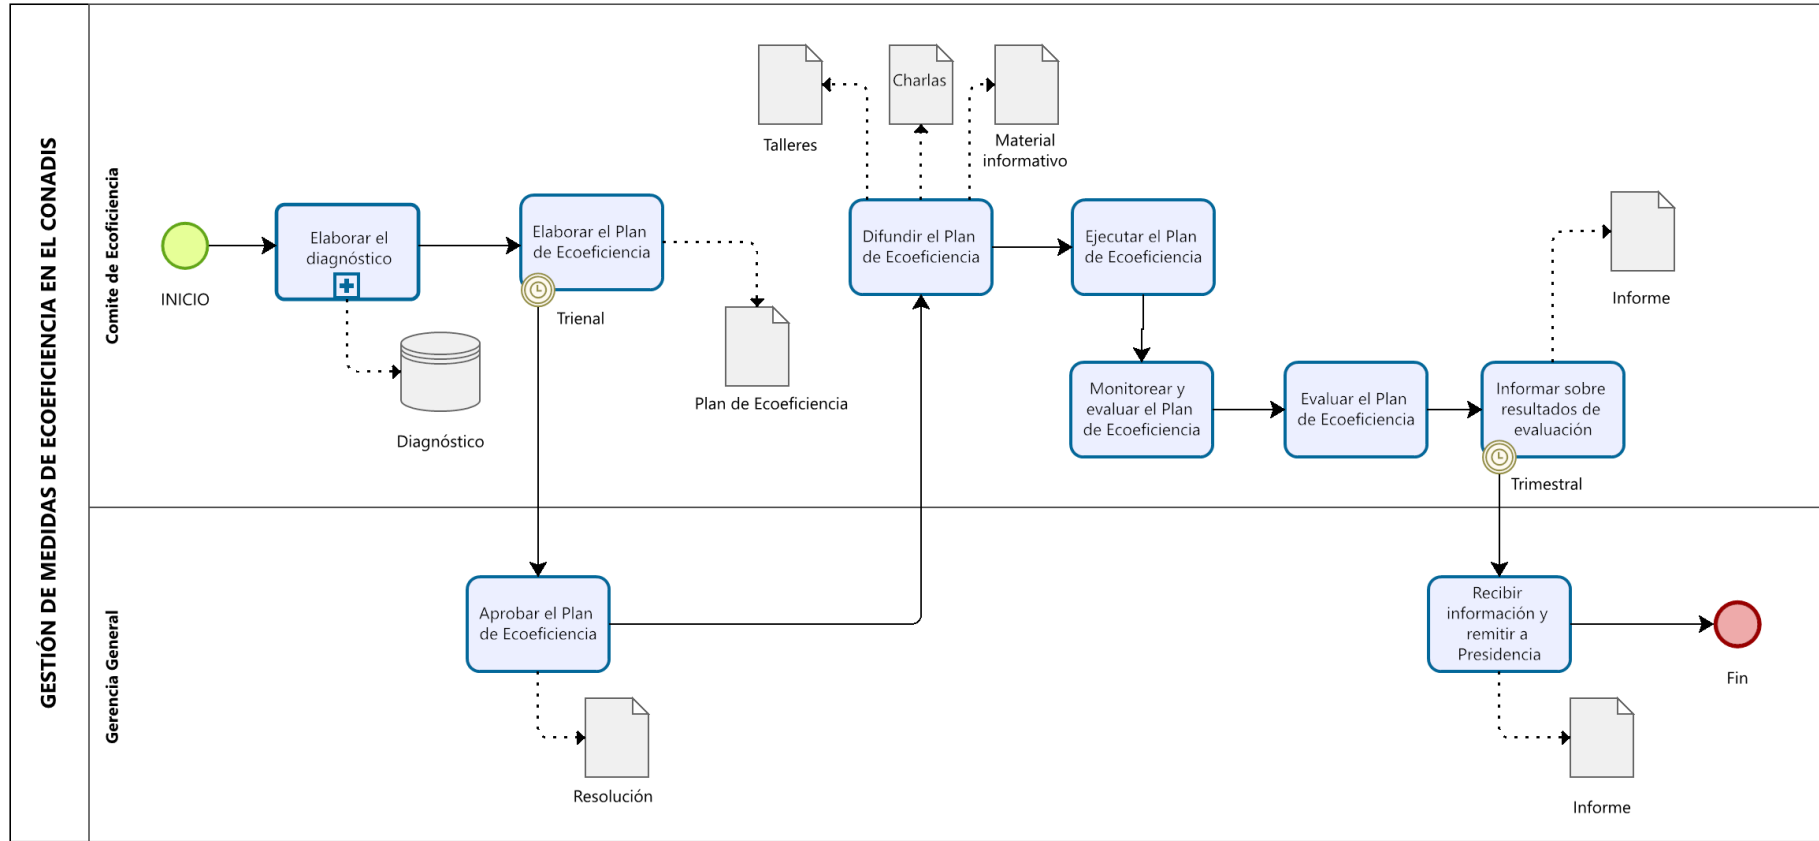 GESTIÓN DE MEDIDAS DE ECOEFICIENCIA EN EL CONADIS
Comite de Ecoficiencia
INICIO
Elaborar el
diagnóstico
Diagnóstico
Elaborar el Plan
de Ecoeficiencia
Trienal
Plan de Ecoeficiencia
Talleres
Charlas
Material
informativo
Difundir el Plan
de Ecoeficiencia
Ejecutar el Plan
de Ecoeficiencia
Monitorear y
evaluar el Plan
de Ecoeficiencia
Evaluar el Plan
de Ecoeficiencia
Informar sobre
resultados de
evaluación
Trimestral
Informe
Gerencia General
Aprobar el Plan
de Ecoeficiencia
Resolución
Recibir
información y
remitir a
Presidencia
Informe
Fin